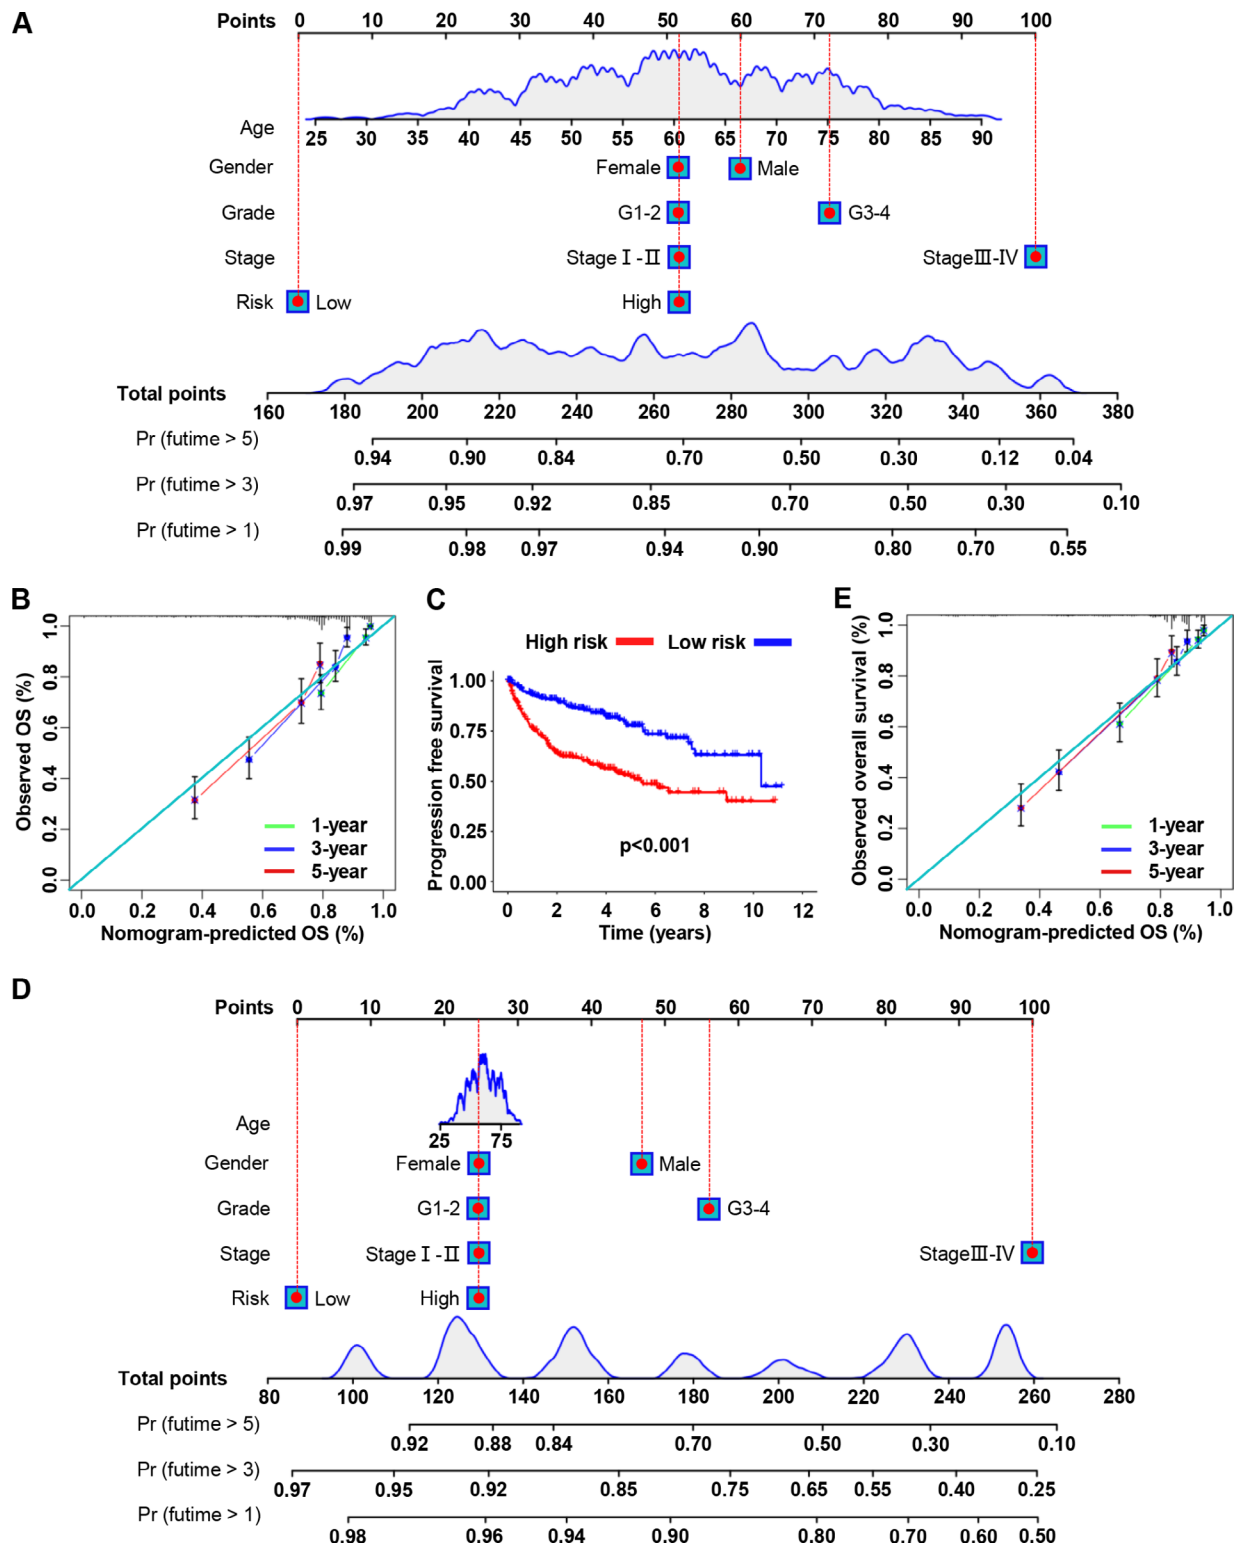 A
Points 0 10 20 30 40 50 60 70 80 90 100
Age 25 30 35 40 45 50 55 60 65 70 75 80 85 90
Gender Female Male
Grade G1-2 G3-4
Stage Stage Ⅰ-Ⅱ StageⅢ-Ⅳ
Risk Low High
Total points
160 180 200 220 240 260 280 300 320 340 360 380
Pr (futime > 5)
0.94 0.90 0.84 0.70 0.50 0.30 0.12 0.04
Pr (futime > 3)
0.97 0.95 0.92 0.85 0.70 0.50 0.30 0.10
Pr (futime > 1)
0.99 0.98 0.97 0.94 0.90 0.80 0.70 0.55
B
Observed OS (%)
1.0
0.8
0.6
0.4
0.2
0.0
1-year
3-year
5-year
0.0 0.2 0.4 0.6 0.8 1.0
Nomogram-predicted OS (%)
C
High risk Low risk
Progression free survival
1.00
0.75
0.50
0.25
0.00
p<0.001
0 2 4 6 8 10 12
Time (years)
E
Observed overall survival (%)
1.0
0.8
0.6
0.4
0.2
0.0
1-year
3-year
5-year
0.0 0.2 0.4 0.6 0.8 1.0
Nomogram-predicted OS (%)
D
Points 0 10 20 30 40 50 60 70 80 90 100
Age 25 75
Gender Female Male
Grade G1-2 G3-4
Stage Stage Ⅰ-Ⅱ StageⅢ-Ⅳ
Risk Low High
Total points
80 100 120 140 160 180 200 220 240 260 280
Pr (futime > 5)
0.92 0.88 0.84 0.70 0.50 0.30 0.10
Pr (futime > 3)
0.97 0.95 0.92 0.85 0.75 0.65 0.55 0.40 0.25
Pr (futime > 1)
0.98 0.96 0.94 0.90 0.80 0.70 0.60 0.50